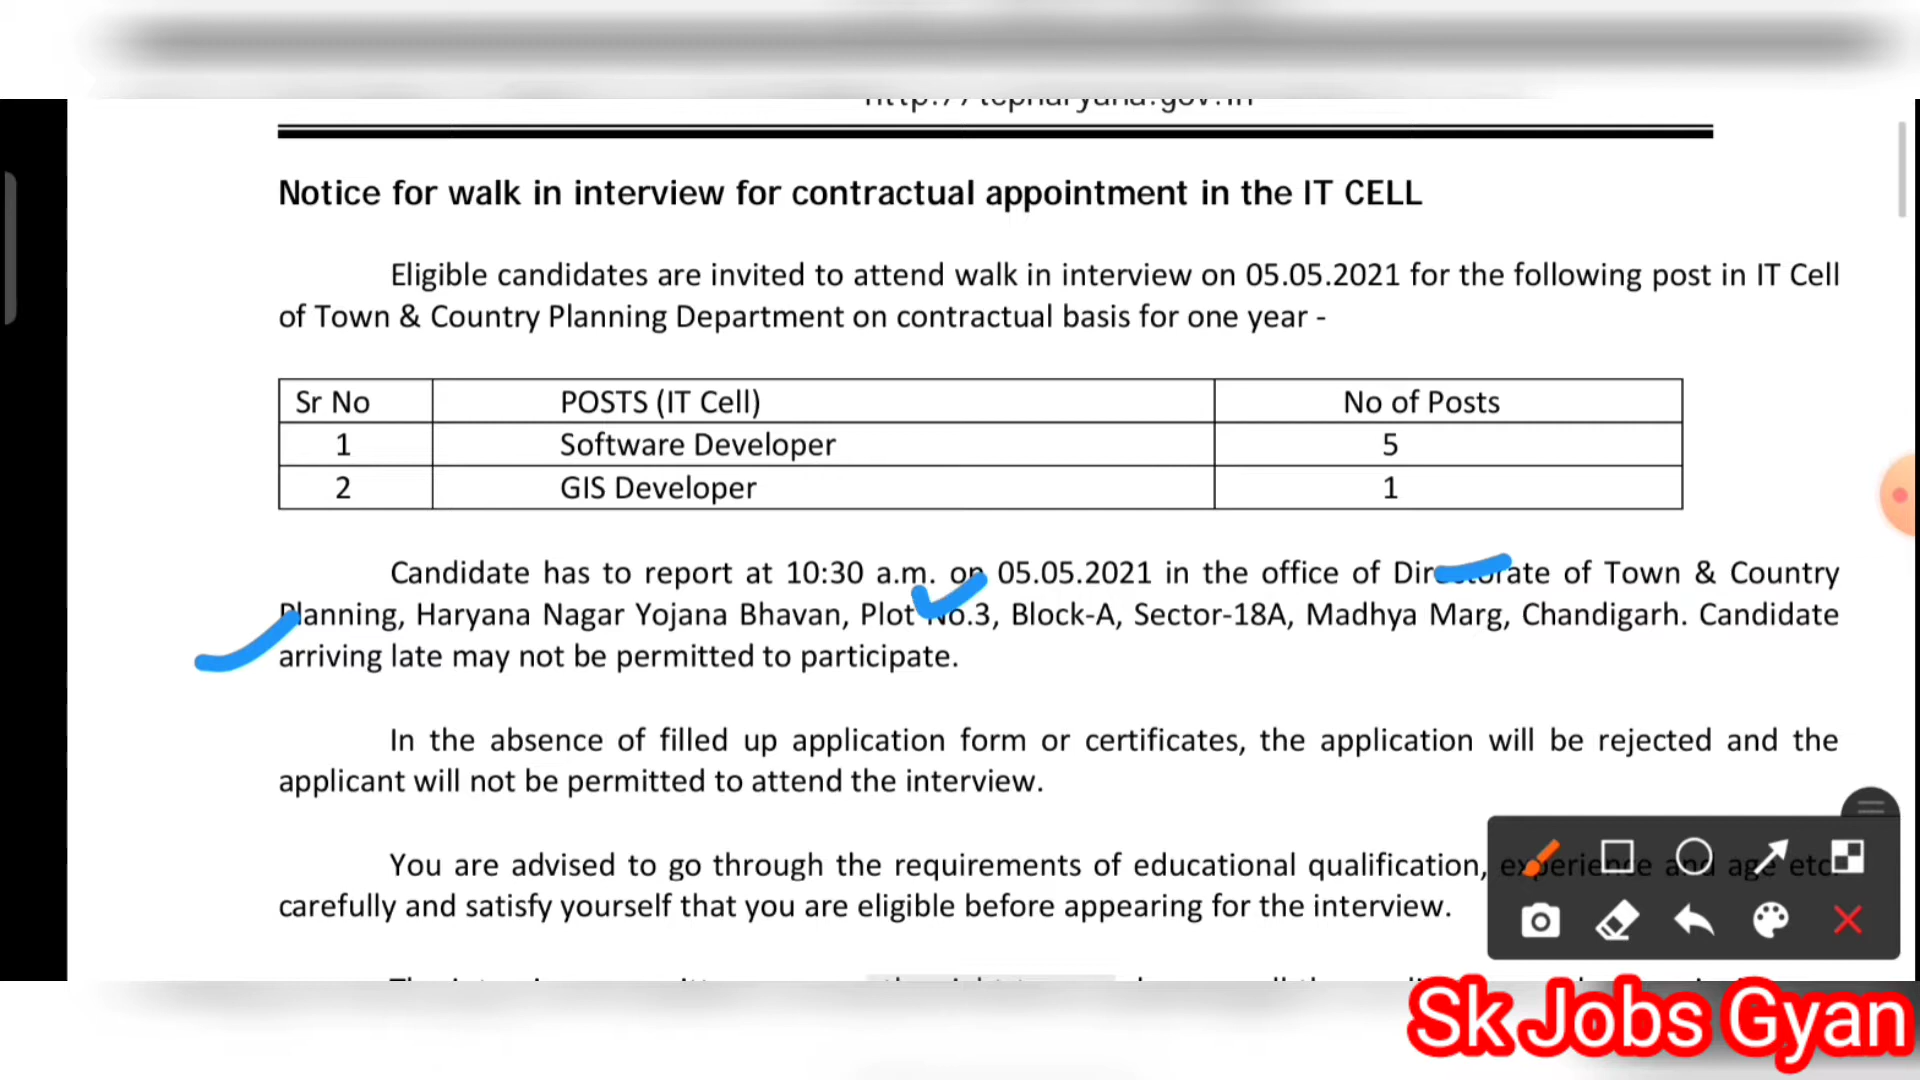 http://tcpharyana.gov.in
Notice for walk in interview for contractual appointment in the IT CELL
Eligible candidates are invited to attend walk in interview on 05.05.2021 for the following post in IT Cell
of Town & Country Planning Department on contractual basis for one year -
Sr No POSTS (IT Cell) No of Posts
1 Software Developer 5
2 GIS Developer 1
Candidate has to report at 10:30 a.m. on 05.05.2021 in the office of Directorate of Town & Country
Planning, Haryana Nagar Yojana Bhavan, Plot No.3, Block-A, Sector-18A, Madhya Marg, Chandigarh. Candidate
arriving late may not be permitted to participate.
In the absence of filled up application form or certificates, the application will be rejected and the
applicant will not be permitted to attend the interview.
You are advised to go through the requirements of educational qualification, experience and age etc.
carefully and satisfy yourself that you are eligible before appearing for the interview.
Sk Jobs Gyan